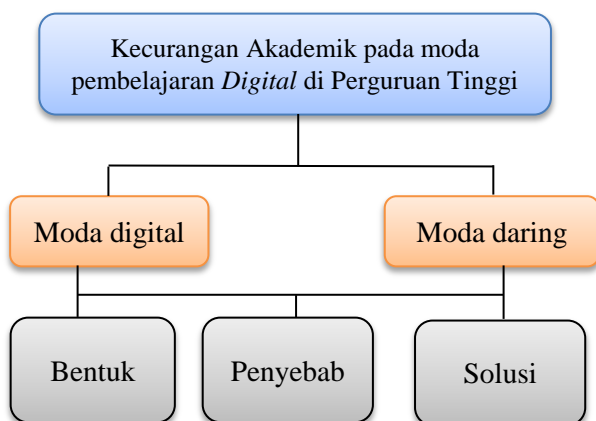 Kecurangan Akademik pada moda
pembelajaran Digital di Perguruan Tinggi
Moda digital
Moda daring
Bentuk
Penyebab
Solusi